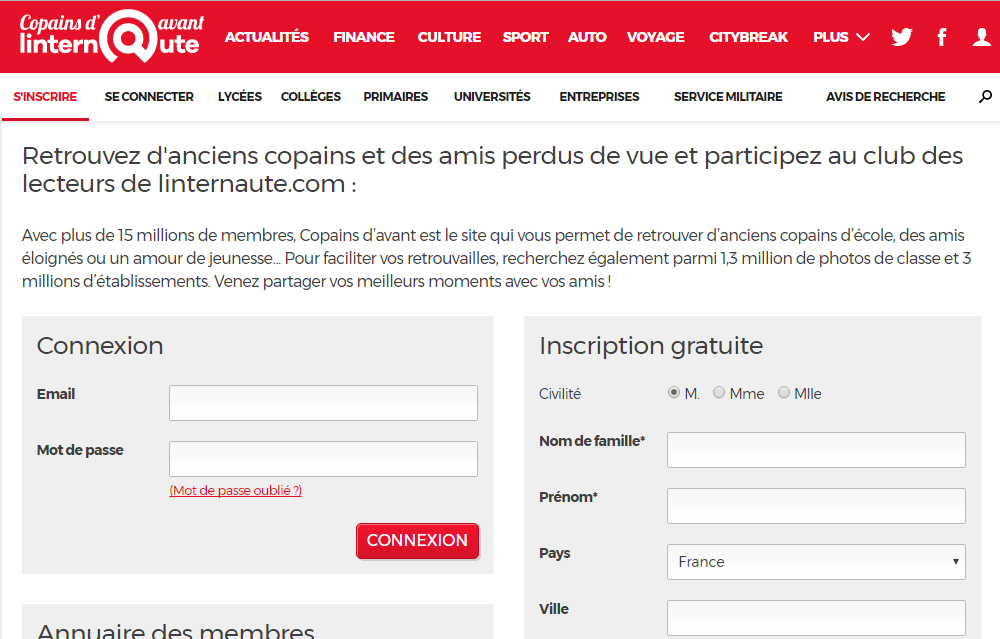 Copains d' avant
linternaute
ACTUALITÉS FINANCE CULTURE SPORT AUTO VOYAGE CITYBREAK PLUS
S'INSCRIRE SE CONNECTER LYCÉES COLLÈGES PRIMAIRES UNIVERSITÉS ENTREPRISES SERVICE MILITAIRE AVIS DE RECHERCHE
Retrouvez d'anciens copains et des amis perdus de vue et participez au club des
lecteurs de linternaute.com :
Avec plus de 15 millions de membres, Copains d'avant est le site qui vous permet de retrouver d'anciens copains d'école, des amis
éloignés ou un amour de jeunesse... Pour faciliter vos retrouvailles, recherchez également parmi 1,3 million de photos de classe et 3
millions d'établissements. Venez partager vos meilleurs moments avec vos amis !
Connexion
Email
Mot de passe
(Mot de passe oublié ?)
CONNEXION
Annuaire des membres
Inscription gratuite
Civilité M. Mme Mlle
Nom de famille*
Prénom*
Pays France
Ville